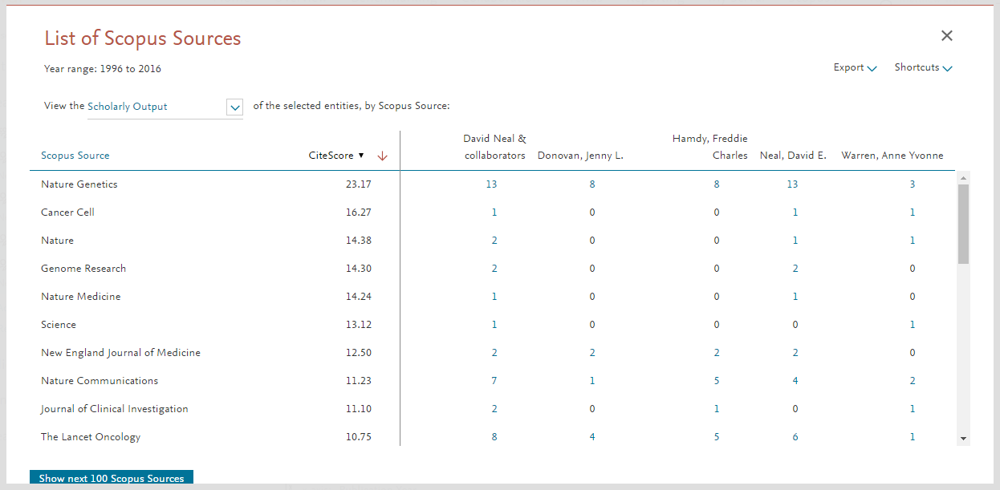 List of Scopus Sources
Year range: 1996 to 2016
Export Shortcuts
View the Scholarly Output of the selected entities, by Scopus Source:
David Neal & Hamdy, Freddie
Scopus Source CiteScore collaborators Donovan, Jenny L. Charles Neal, David E. Warren, Anne Yvonne
Nature Genetics 23.17 13 8 8 13 3
Cancer Cell 16.27 1 0 0 1 1
Nature 14.38 2 0 0 1 1
Genome Research 14.30 2 0 0 2 0
Nature Medicine 14.24 1 0 0 1 0
Science 13.12 1 0 0 0 1
New England Journal of Medicine 12.50 2 2 2 2 0
Nature Communications 11.23 7 1 5 4 2
Journal of Clinical Investigation 11.10 2 0 1 0 1
The Lancet Oncology 10.75 8 4 5 6 1
Show next 100 Scopus Sources